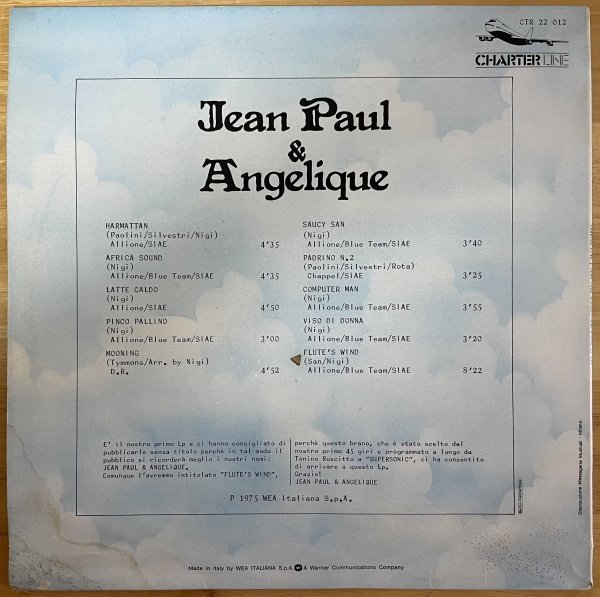 CTR 22 012
CHARTER LINE
Jean Paul
&
Angelique
HARMATTAN
(Paolini/Silvestri/Nigi)
Allione/SIAE 4'35
AFRICA SOUND
(Nigi)
Allione/Blue Team/SIAE 4'35
LATTE CALDO
(Nigi)
Allione/Blue Team/SIAE 4'50
PINCO PALLINO
(Nigi)
Allione/Blue Team/SIAE 3'00
MOONING
(Tymmons/Arr. by Nigi)
D.R. 4'52
SAUCY SAN
(Nigi)
Allione/Blue Team/SIAE 3'40
PADRINO N.2
(Paolini/Silvestri/Rota)
Chappel/SIAE 3'25
COMPUTER MAN
(Nigi)
Allione/Blue Team/SIAE 3'55
VISO DI DONNA
(Nigi)
Allione/Blue Team/SIAE 3'20
FLUTE'S WIND
(San/Nigi)
Allione/Blue Team/SIAE 8'22
E' il nostro primo Lp e ci hanno consigliato di
pubblicarlo senza titolo perchè in tal modo il
pubblico si ricorderà meglio i nostri nomi:
JEAN PAUL & ANGELIQUE.
Comunque l'avremmo intitolato "FLUTE'S WIND",
perchè questo brano, che è stato scelto dal
nostro primo 45 giri e programmato a lungo da
Tonino Ruscitto a "SUPERSONIC", ci ha consentito
di arrivare a questo Lp.
Grazie!
JEAN PAUL & ANGELIQUE
P 1975 WEA Italiana S.p.A.
Distribuzione Messaggerie Musicali - Milano
Made in Italy by WEA ITALIANA S.p.A. A Warner Communications Company